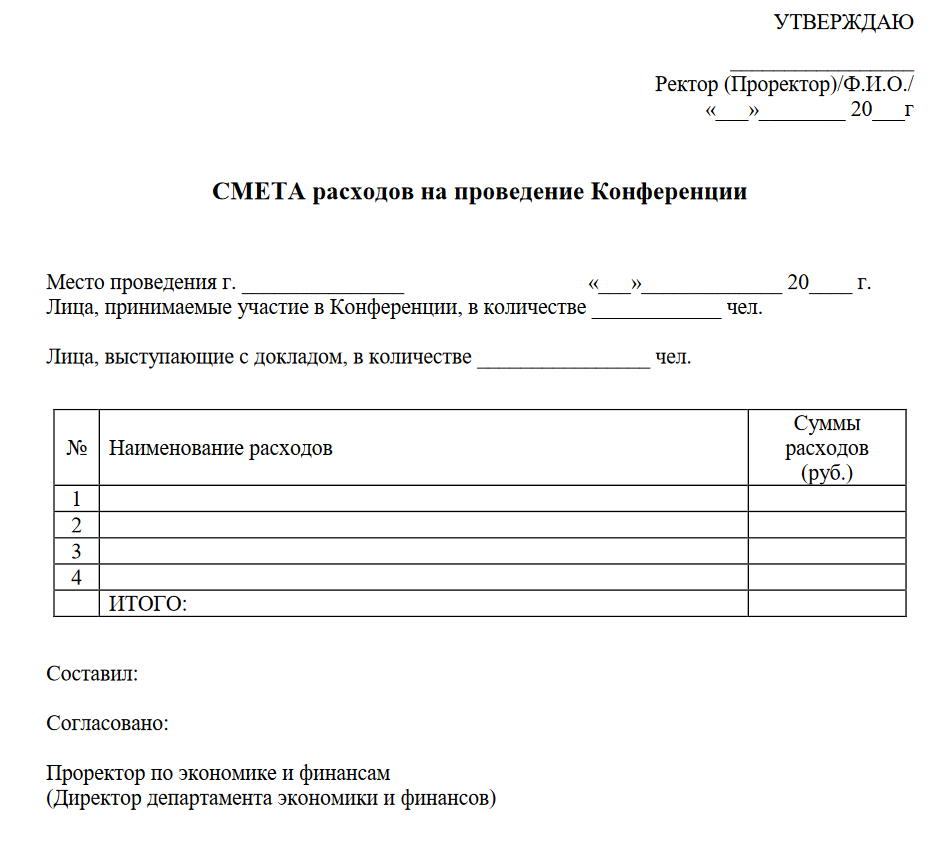 УТВЕРЖДАЮ
_________________
Ректор (Проректор)/Ф.И.О./
«___»________ 20___г
СМЕТА расходов на проведение Конференции
Место проведения г. _______________ «___»_____________ 20____ г.
Лица, принимаемые участие в Конференции, в количестве ____________ чел.
Лица, выступающие с докладом, в количестве ________________ чел.
№ Наименование расходов Суммы
расходов
(руб.)
1
2
3
4
ИТОГО:
Составил:
Согласовано:
Проректор по экономике и финансам
(Директор департамента экономики и финансов)